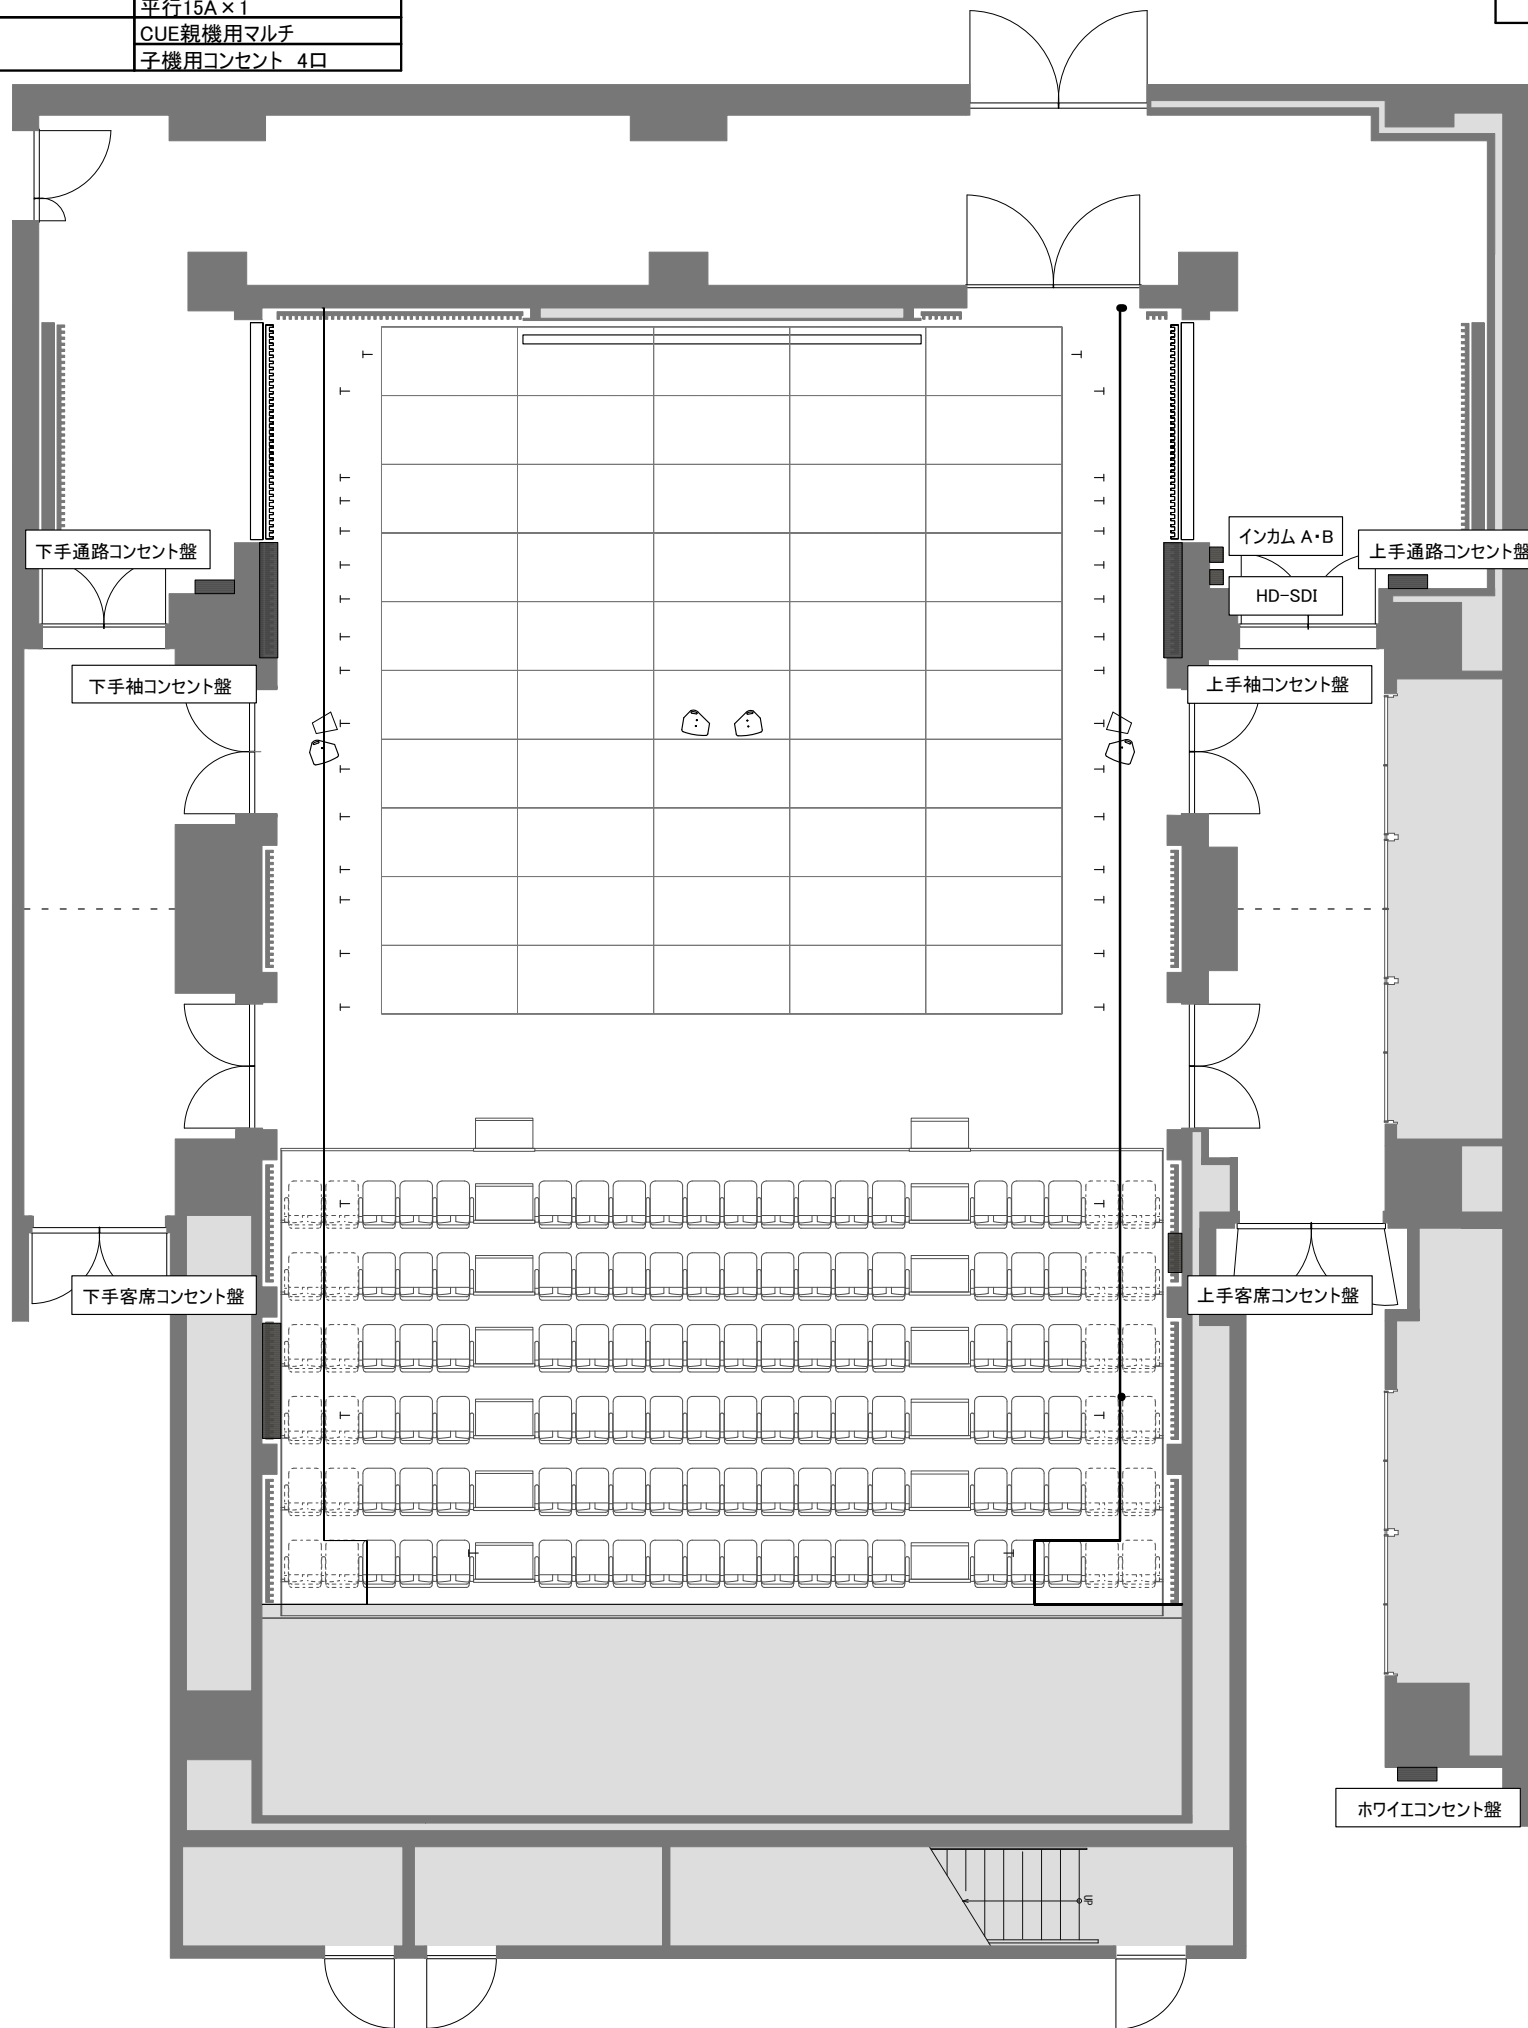 平行15A×1
CUE親機用マルチ
子機用コンセント 4口
インカム A・B
下手通路コンセント盤
上手通路コンセント盤
HD-SDI
下手袖コンセント盤
上手袖コンセント盤
下手客席コンセント盤
上手客席コンセント盤
ホワイエコンセント盤
UP